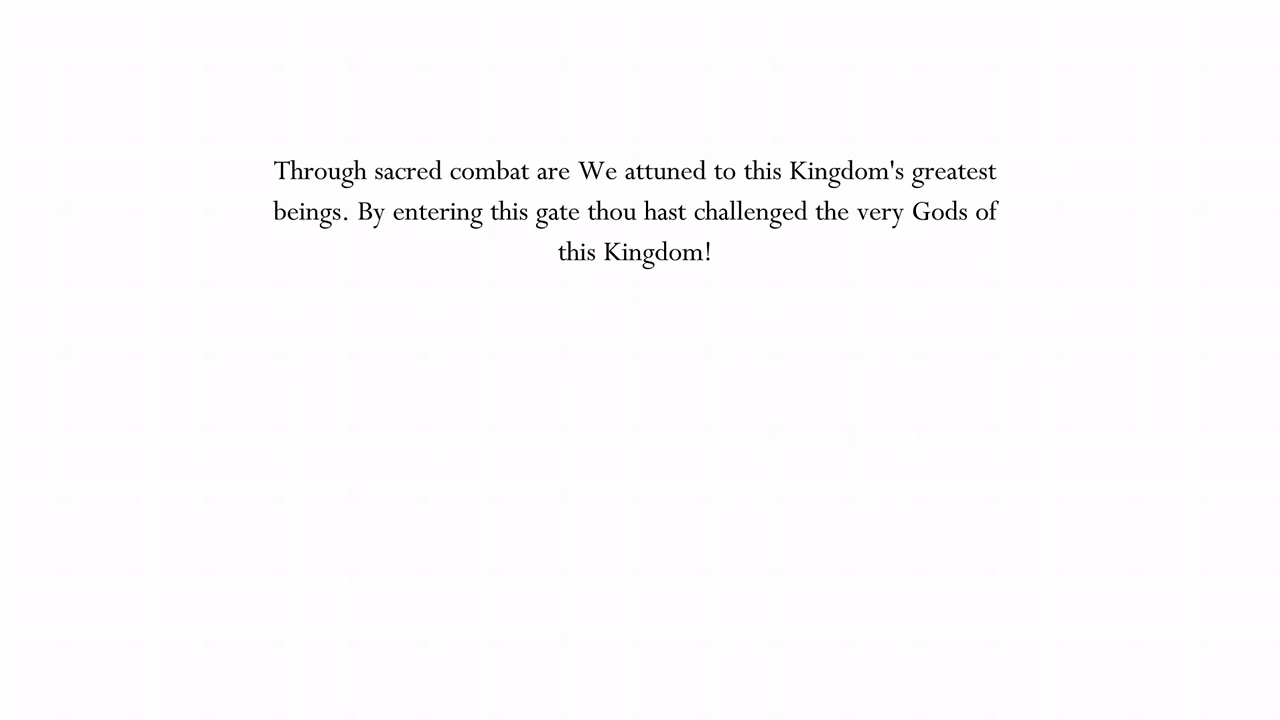 Through sacred combat are We attuned to this Kingdom's greatest
beings. By entering this gate thou hast challenged the very Gods of
this Kingdom!